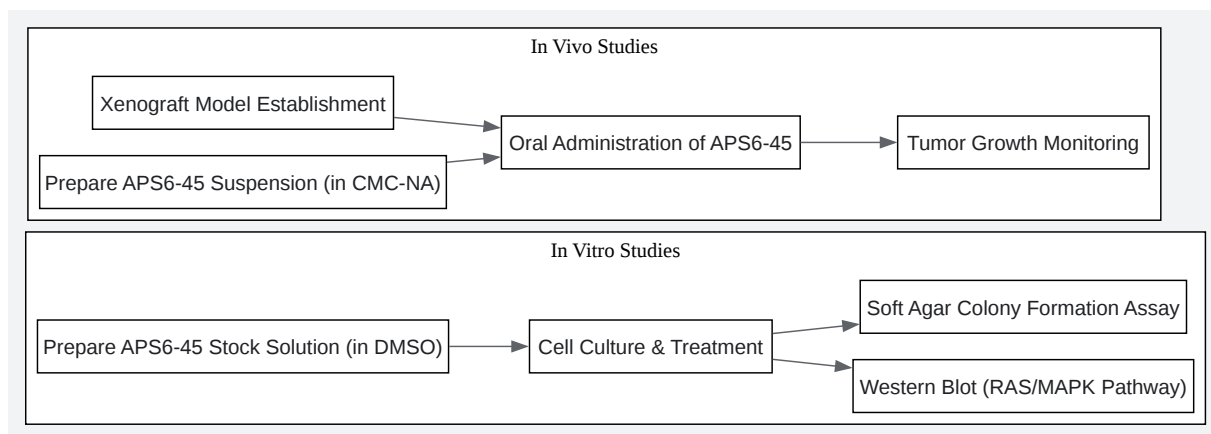 In Vivo Studies
Xenograft Model Establishment
Prepare APS6-45 Suspension (in CMC-NA)
Oral Administration of APS6-45
Tumor Growth Monitoring
In Vitro Studies
Prepare APS6-45 Stock Solution (in DMSO)
Cell Culture & Treatment
Soft Agar Colony Formation Assay
Western Blot (RAS/MAPK Pathway)